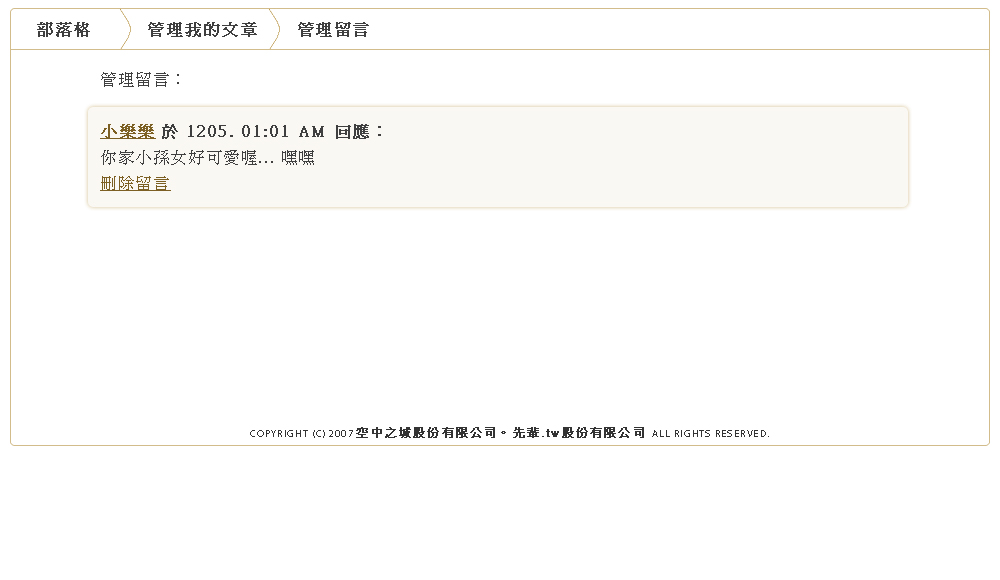 部落格 管理我的文章 管理留言
管理留言：
小樂樂 於 1205. 01:01 AM 回應：
你家小孫女好可愛喔... 嘿嘿
刪除留言
COPYRIGHT (C) 2007 空中之城股份有限公司。先輩.tw股份有限公司 ALL RIGHTS RESERVED.